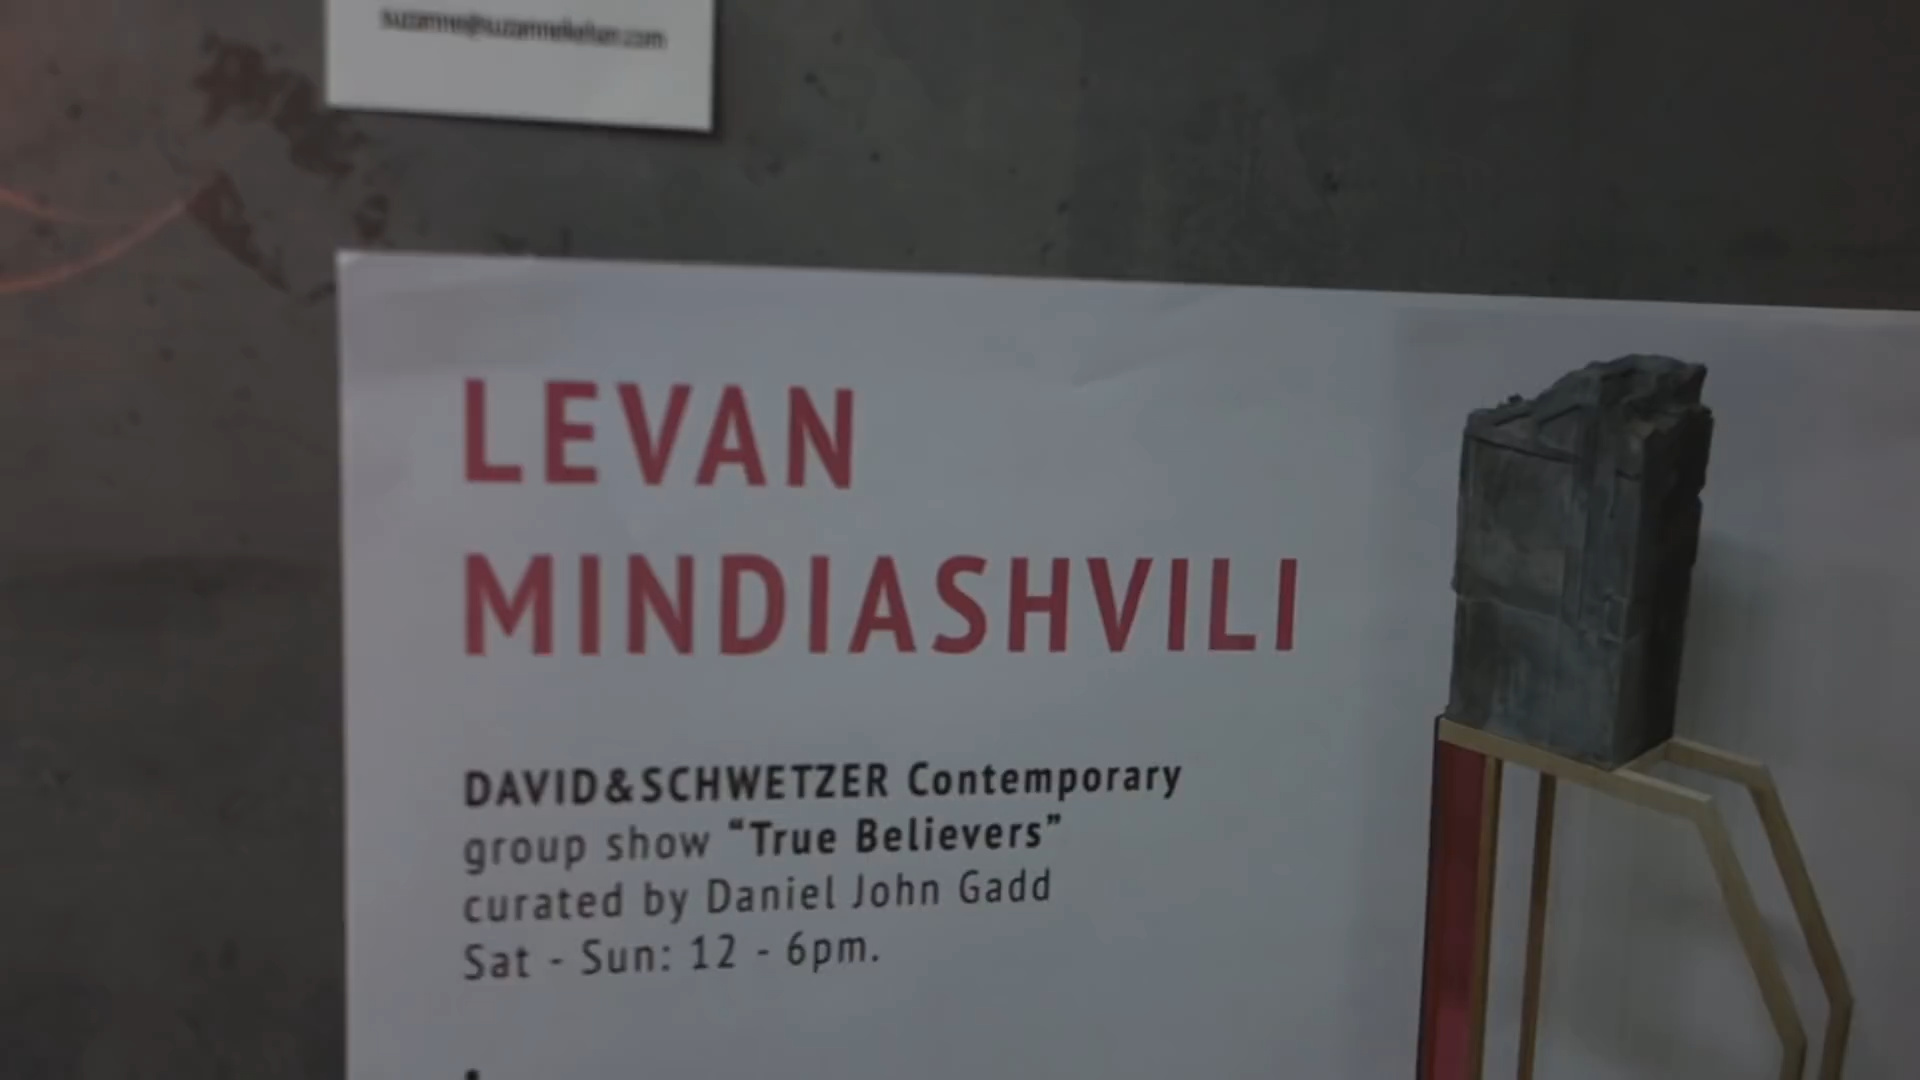 LEVAN
MINDIASHVILI
DAVID&SCHWETZER Contemporary
group show “True Believers”
curated by Daniel John Gadd
Sat - Sun: 12 - 6pm.